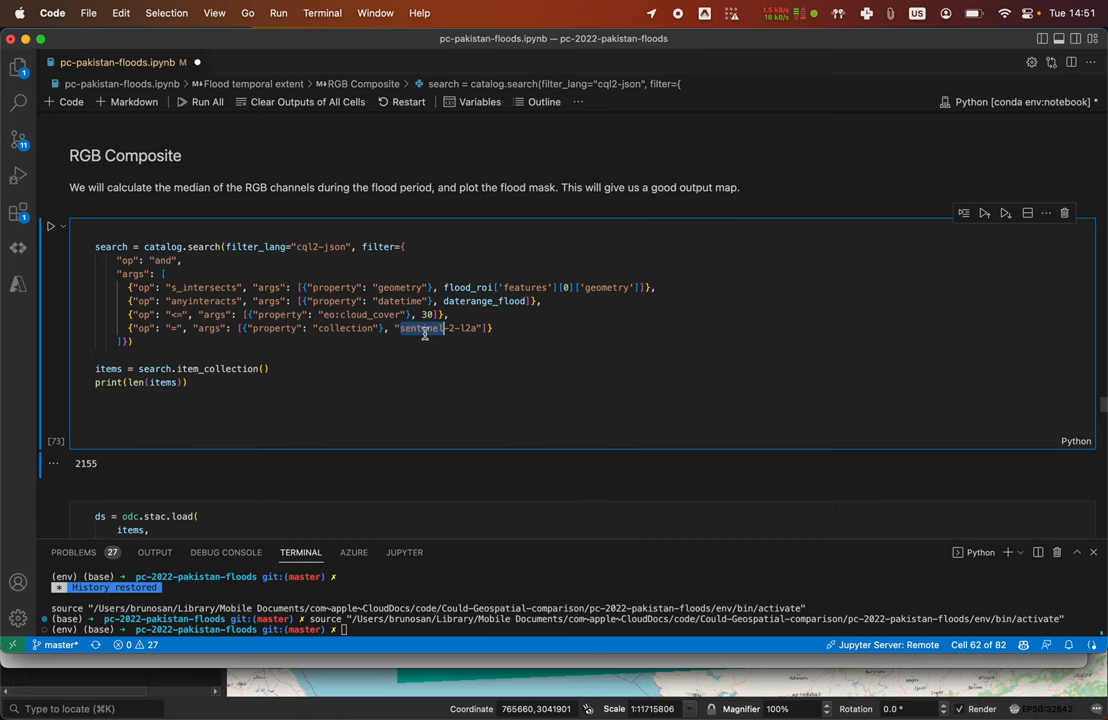 Code File Edit Selection View Go Run Terminal Window Help 1.5 kB/s 18 kB/s US Tue 14:51
pc-pakistan-floods.ipynb — pc-2022-pakistan-floods
pc-pakistan-floods.ipynb M
pc-pakistan-floods.ipynb > M↓Flood temporal extent > M↓RGB Composite > search = catalog.search(filter_lang="cql2-json", filter={
+ Code + Markdown Run All Clear Outputs of All Cells Restart Variables Outline ... Python [conda env:notebook] *
RGB Composite
We will calculate the median of the RGB channels during the flood period, and plot the flood mask. This will give us a good output map.
search = catalog.search(filter_lang="cql2-json", filter={
"op": "and",
"args": [
{"op": "s_intersects", "args": [{"property": "geometry"}, flood_roi['features'][0]['geometry']]},
{"op": "anyinteracts", "args": [{"property": "datetime"}, daterange_flood]},
{"op": "<=", "args": [{"property": "eo:cloud_cover"}, 30]},
{"op": "=", "args": [{"property": "collection"}, "sentinel-2-l2a"]}
]})
items = search.item_collection()
print(len(items))
[73] Python
... 2155
ds = odc.stac.load(
items,
PROBLEMS 27 OUTPUT DEBUG CONSOLE TERMINAL AZURE JUPYTER Python
(env) (base) ➜ pc-2022-pakistan-floods git:(master) ✗
* History restored
source "/Users/brunosan/Library/Mobile Documents/com~apple~CloudDocs/code/Could-Geospatial-comparison/pc-2022-pakistan-floods/env/bin/activate"
(env) (base) ➜ pc-2022-pakistan-floods git:(master) ✗ source "/Users/brunosan/Library/Mobile Documents/com~apple~CloudDocs/code/Could-Geospatial-comparison/pc-2022-pakistan-floods/env/bin/activate"
(env) (base) ➜ pc-2022-pakistan-floods git:(master) ✗
master* 0 27 Jupyter Server: Remote Cell 62 of 82
Type to locate (⌘K) Coordinate 765660,3041901 Scale 1:11715806 Magnifier 100% Rotation 0.0 ° Render EPSG:32642